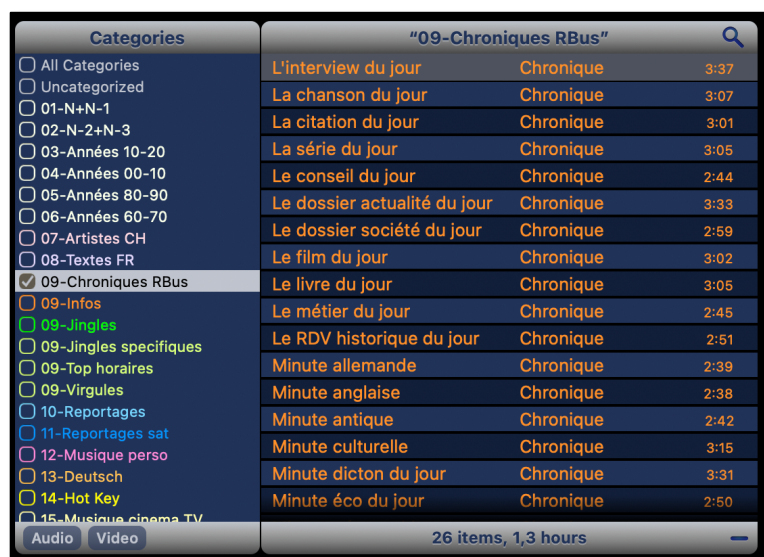 Categories
All Categories
Uncategorized
01-N+N-1
02-N-2+N-3
03-Années 10-20
04-Années 00-10
05-Années 80-90
06-Années 60-70
07-Artistes CH
08-Textes FR
09-Chroniques RBus
09-Infos
09-Jingles
09-Jingles specifiques
09-Top horaires
09-Virgules
10-Reportages
11-Reportages sat
12-Musique perso
13-Deutsch
14-Hot Key
15-Musique cinema TV
Audio Video
“09-Chroniques RBus”
L'interview du jour Chronique 3:37
La chanson du jour Chronique 3:07
La citation du jour Chronique 3:01
La série du jour Chronique 3:05
Le conseil du jour Chronique 2:44
Le dossier actualité du jour Chronique 3:33
Le dossier société du jour Chronique 2:59
Le film du jour Chronique 3:02
Le livre du jour Chronique 3:05
Le métier du jour Chronique 2:45
Le RDV historique du jour Chronique 2:51
Minute allemande Chronique 2:39
Minute anglaise Chronique 2:38
Minute antique Chronique 2:42
Minute culturelle Chronique 3:15
Minute dicton du jour Chronique 3:31
Minute éco du jour Chronique 2:50
26 items, 1,3 hours